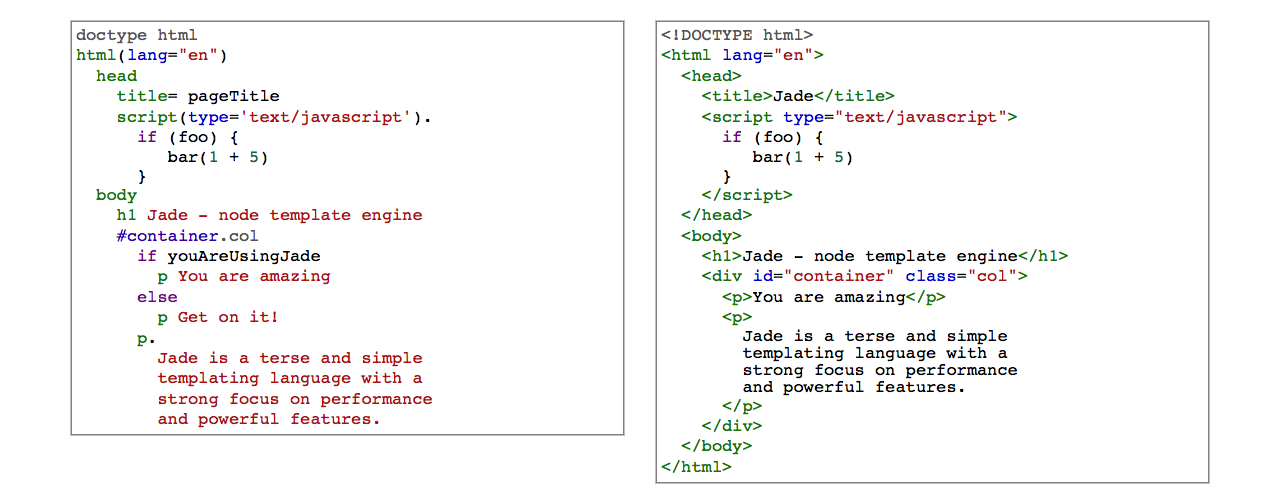 doctype html
html(lang="en")
  head
    title= pageTitle
    script(type='text/javascript').
      if (foo) {
         bar(1 + 5)
      }
  body
    h1 Jade - node template engine
    #container.col
      if youAreUsingJade
        p You are amazing
      else
        p Get on it!
      p.
        Jade is a terse and simple
        templating language with a
        strong focus on performance
        and powerful features.
<!DOCTYPE html>
<html lang="en">
  <head>
    <title>Jade</title>
    <script type="text/javascript">
      if (foo) {
         bar(1 + 5)
      }
    </script>
  </head>
  <body>
    <h1>Jade - node template engine</h1>
    <div id="container" class="col">
      <p>You are amazing</p>
      <p>
        Jade is a terse and simple
        templating language with a
        strong focus on performance
        and powerful features.
      </p>
    </div>
  </body>
</html>